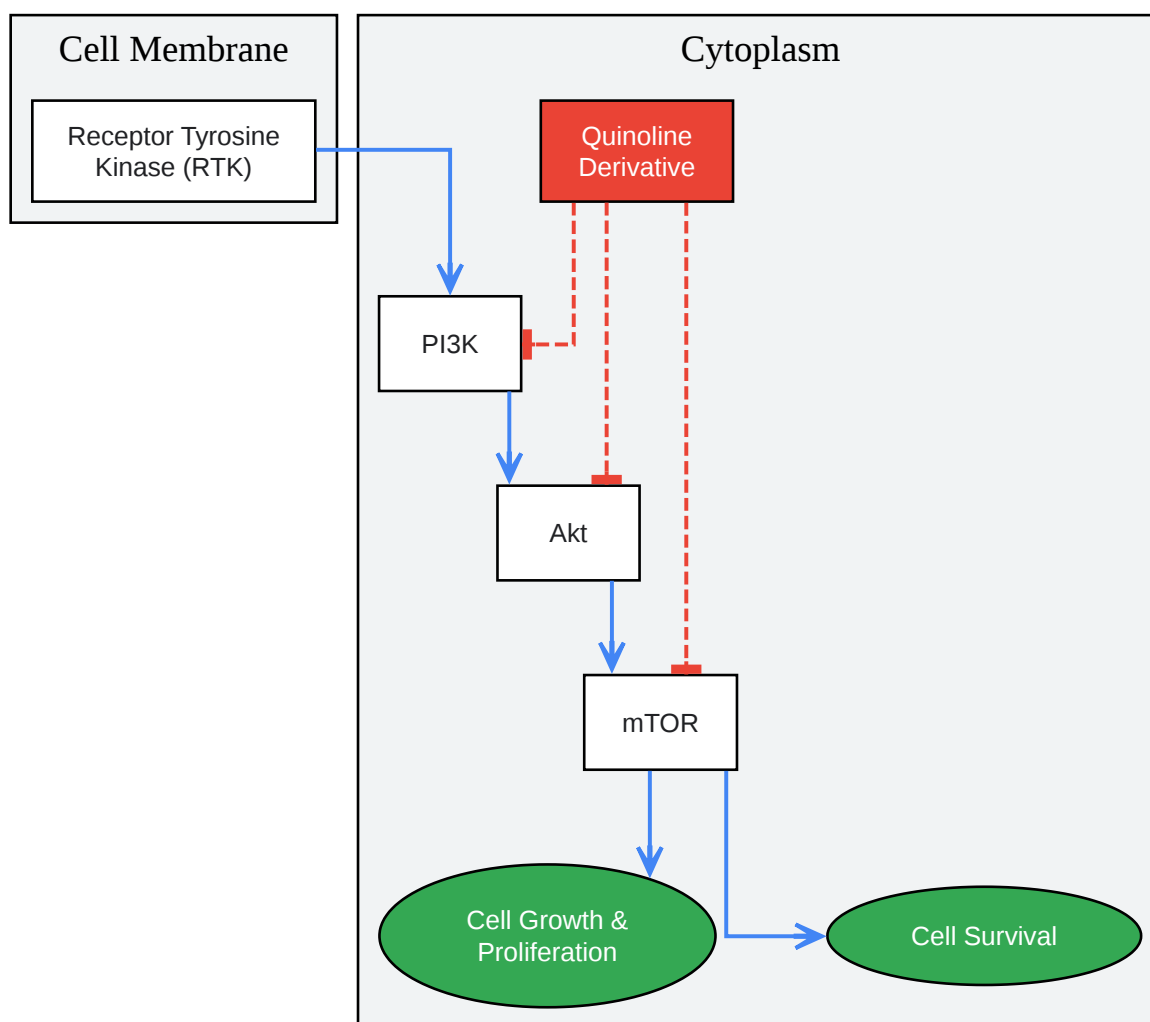 Cell Membrane
Receptor Tyrosine
Kinase (RTK)
Cytoplasm
Quinoline
Derivative
PI3K
Akt
mTOR
Cell Growth &
Proliferation
Cell Survival